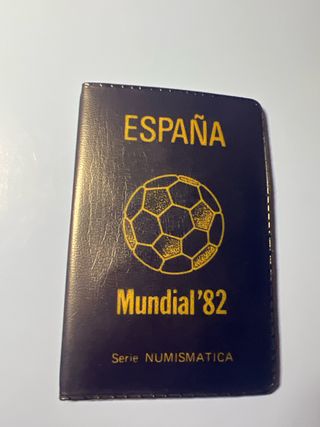 ESPAÑA
Mundial'82
Serie NUMISMATICA